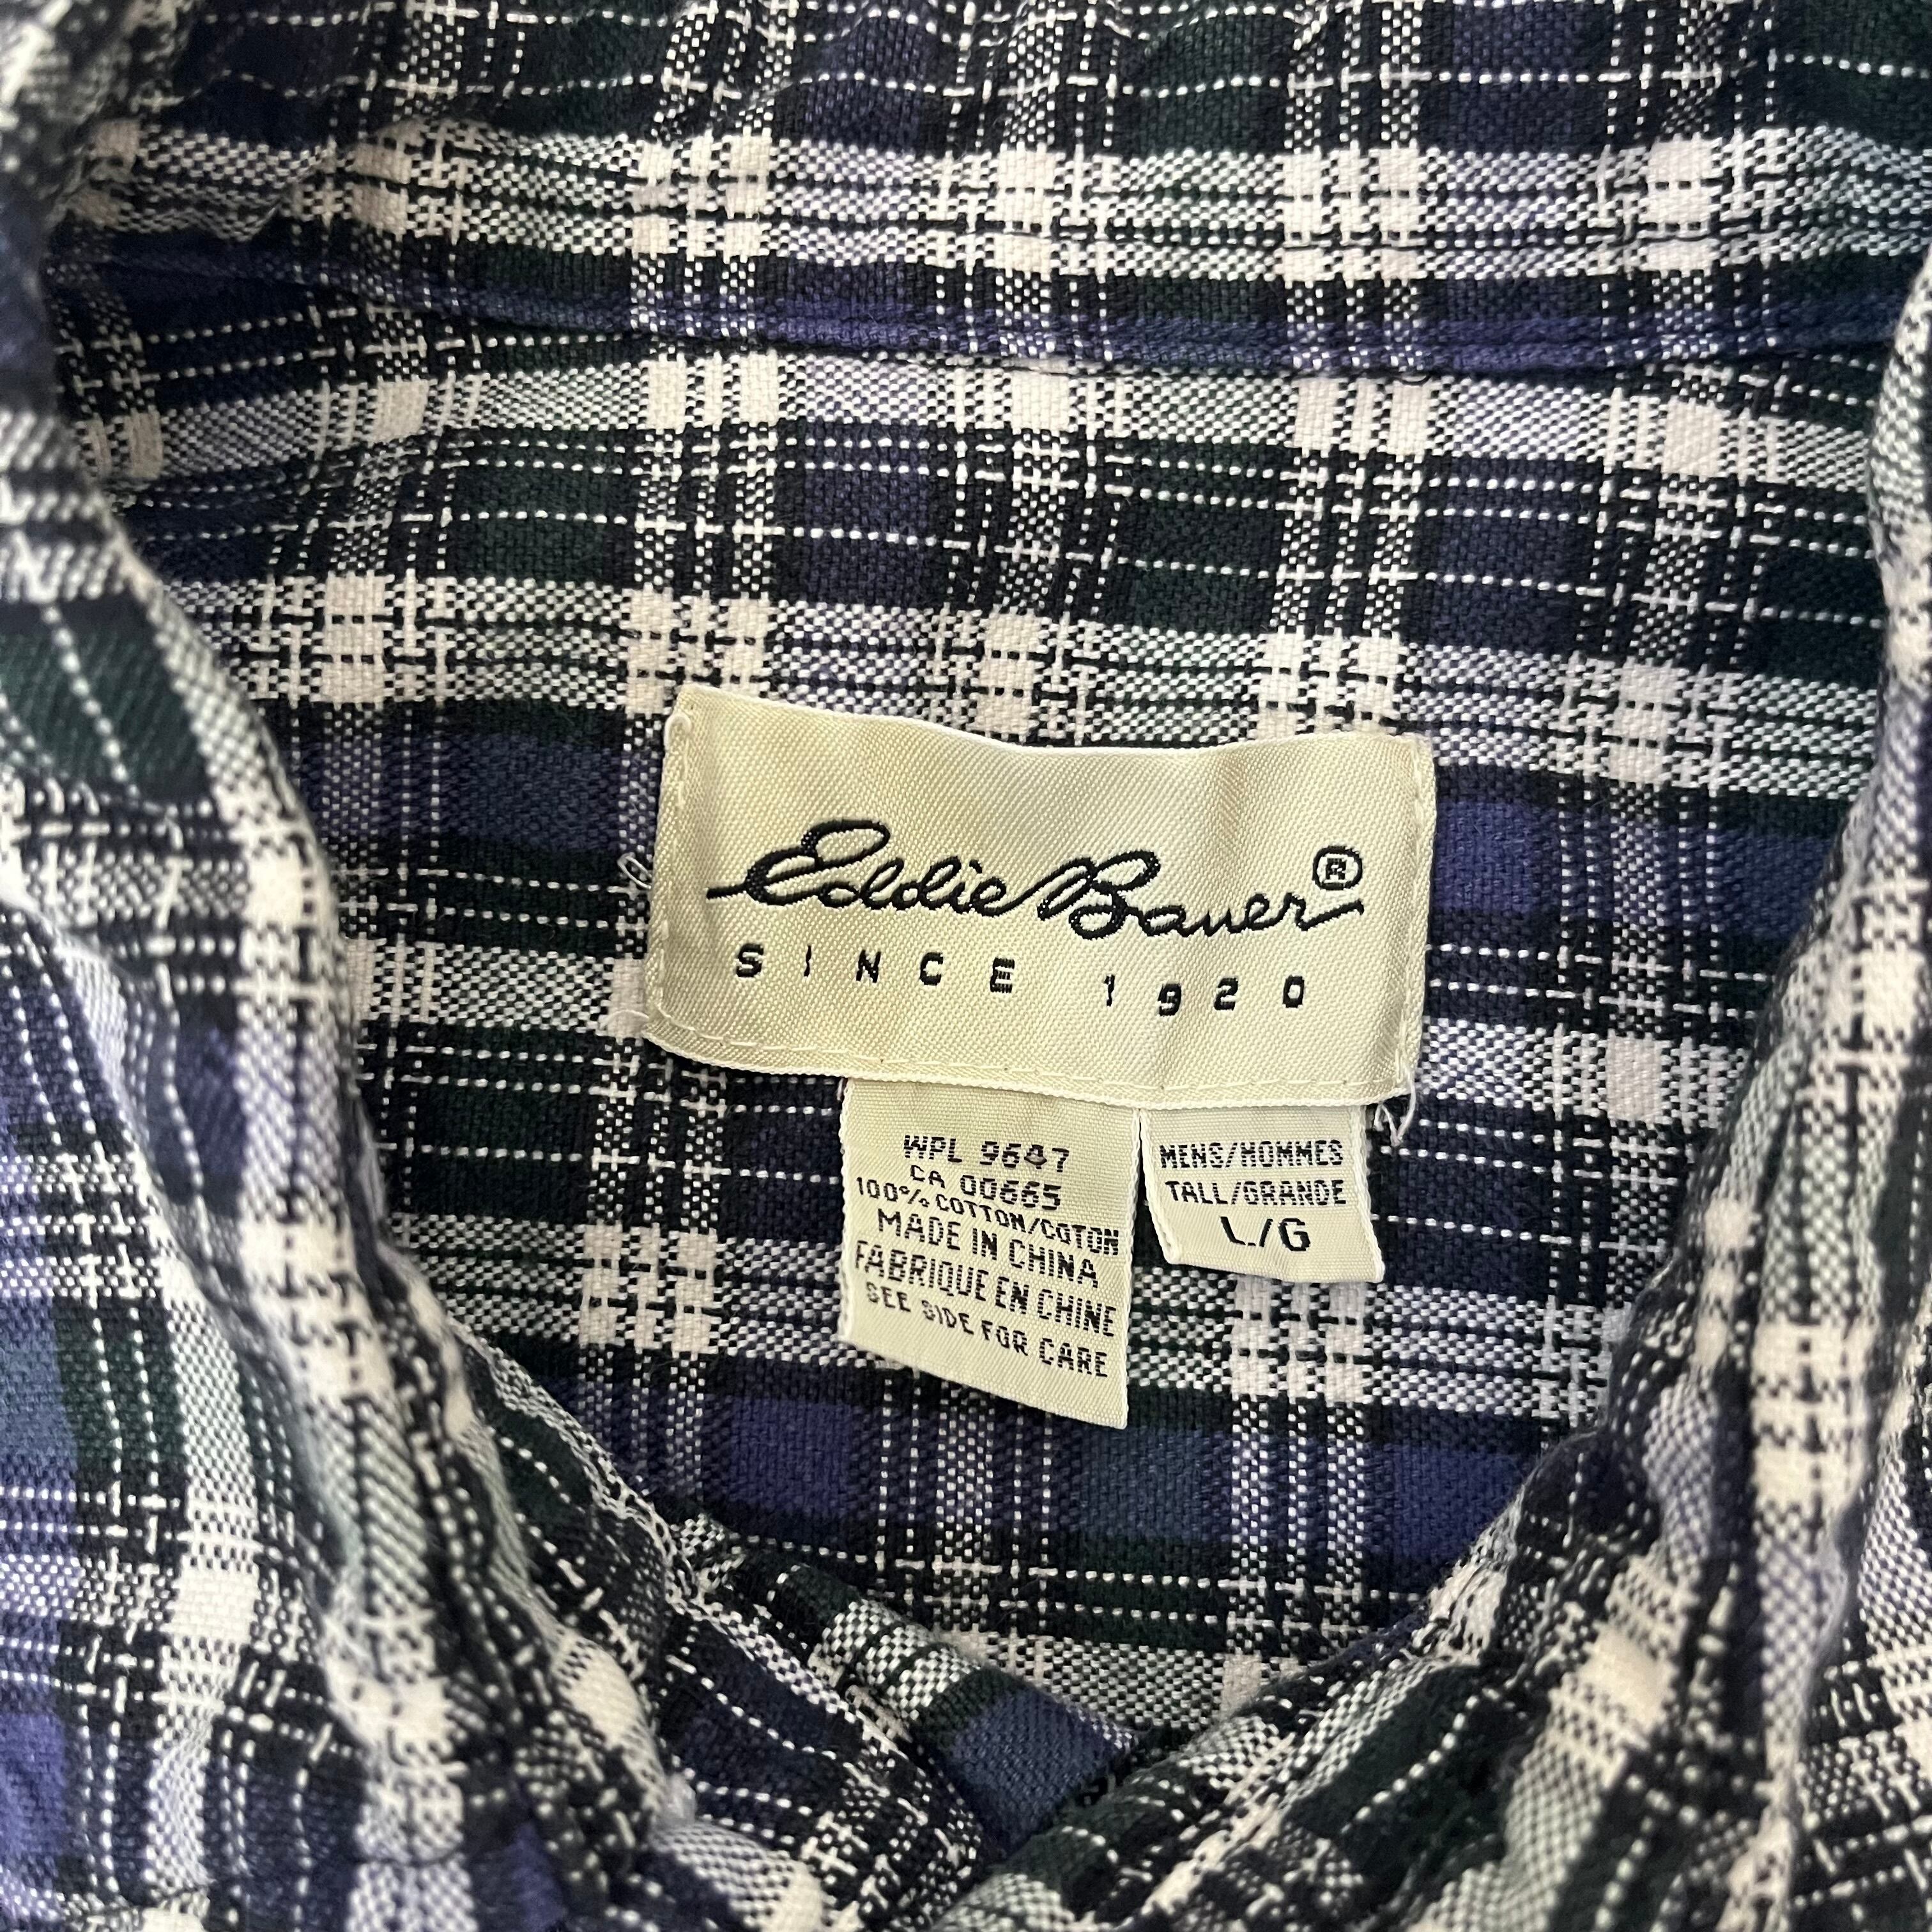 Eddie Bauer®
SINCE 1920
WPL 9647
CA 00665
100% COTTON/COTON
MADE IN CHINA
FABRIQUE EN CHINE
SEE SIDE FOR CARE
MENS/HOMMES
TALL/GRANDE
L/G